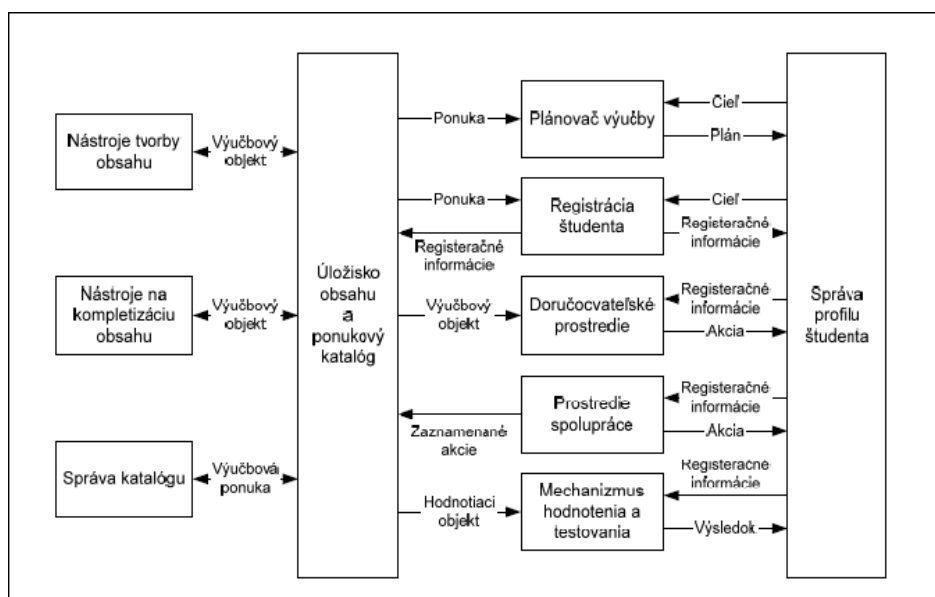 Nástroje tvorby
obsahu
Výučbový
objekt
Nástroje na
kompletizáciu
obsahu
Výučbový
objekt
Správa katalógu
Výučbová
ponuka
Úložisko
obsahu
a
ponukový
katalóg
Ponuka
Plánovač výučby
Cieľ
Plán
Ponuka
Registeračné
informácie
Registrácia
študenta
Cieľ
Registeračné
informácie
Výučbový
objekt
Doručocvateľské
prostredie
Registeračné
informácie
Akcia
Zaznamenané
akcie
Prostredie
spolupráce
Registeračné
informácie
Akcia
Hodnotiaci
objekt
Mechanizmus
hodnotenia a
testovania
Registeračné
informácie
Výsledok
Správa
profilu
študenta